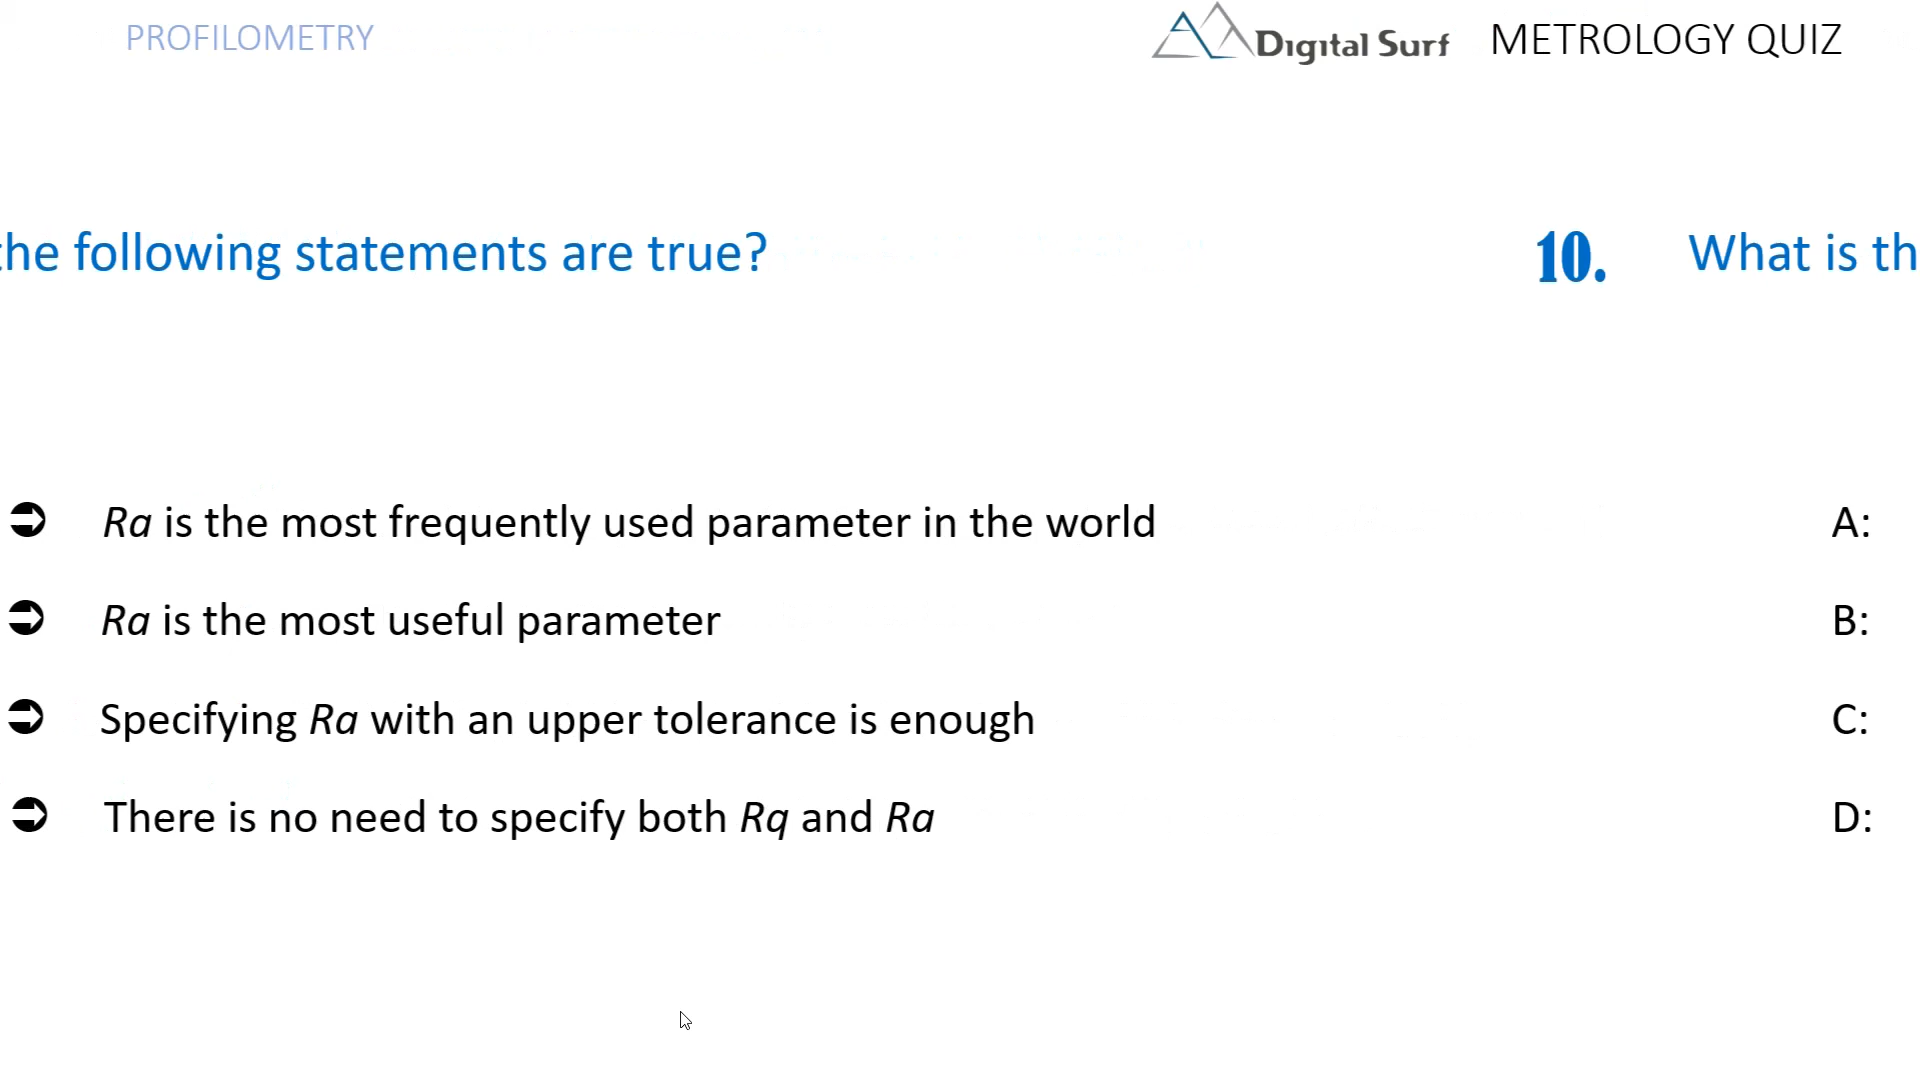 PROFILOMETRY
Digital Surf METROLOGY QUIZ
the following statements are true?
10. What is th
Ra is the most frequently used parameter in the world
A:
Ra is the most useful parameter
B:
Specifying Ra with an upper tolerance is enough
C:
There is no need to specify both Rq and Ra
D: